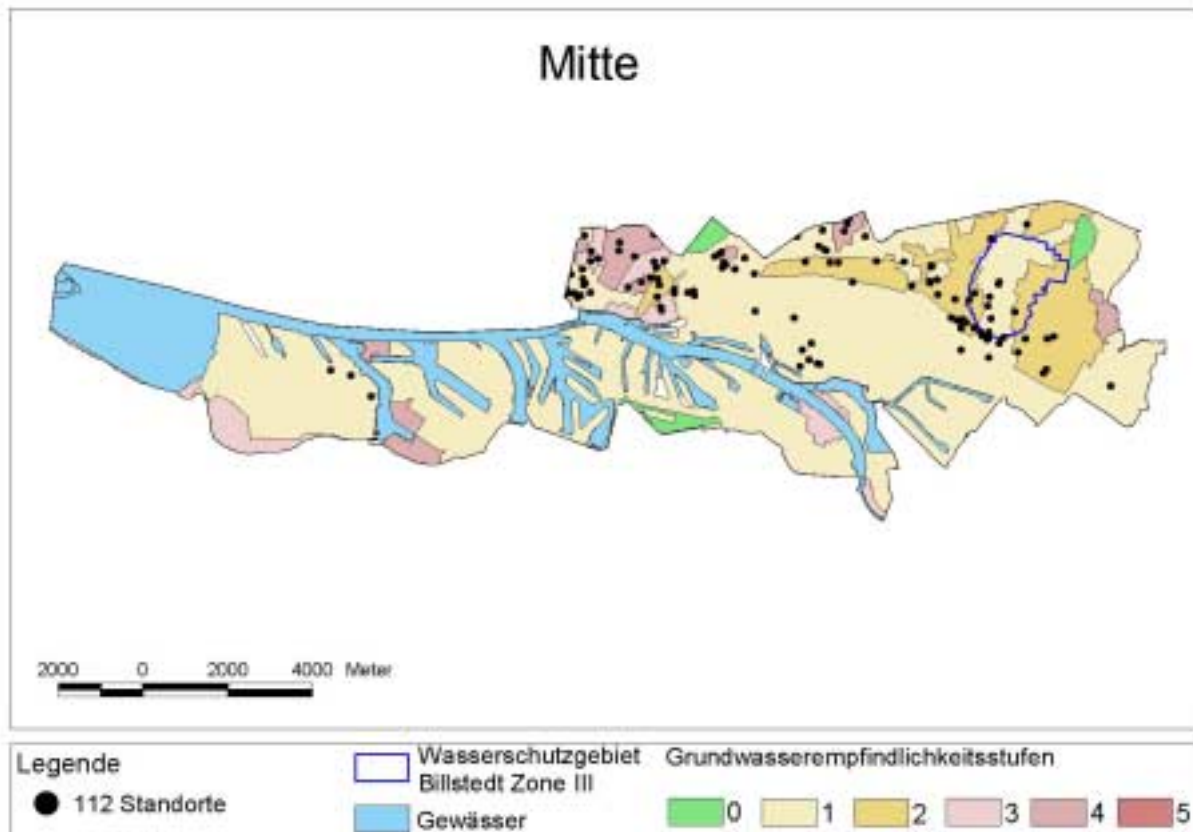 Mitte
2000 0 2000 4000 Meter
Legende
112 Standorte
Wasserschutzgebiet
Billstedt Zone III
Gewässer
Grundwasserempfindlichkeitsstufen
0 1 2 3 4 5